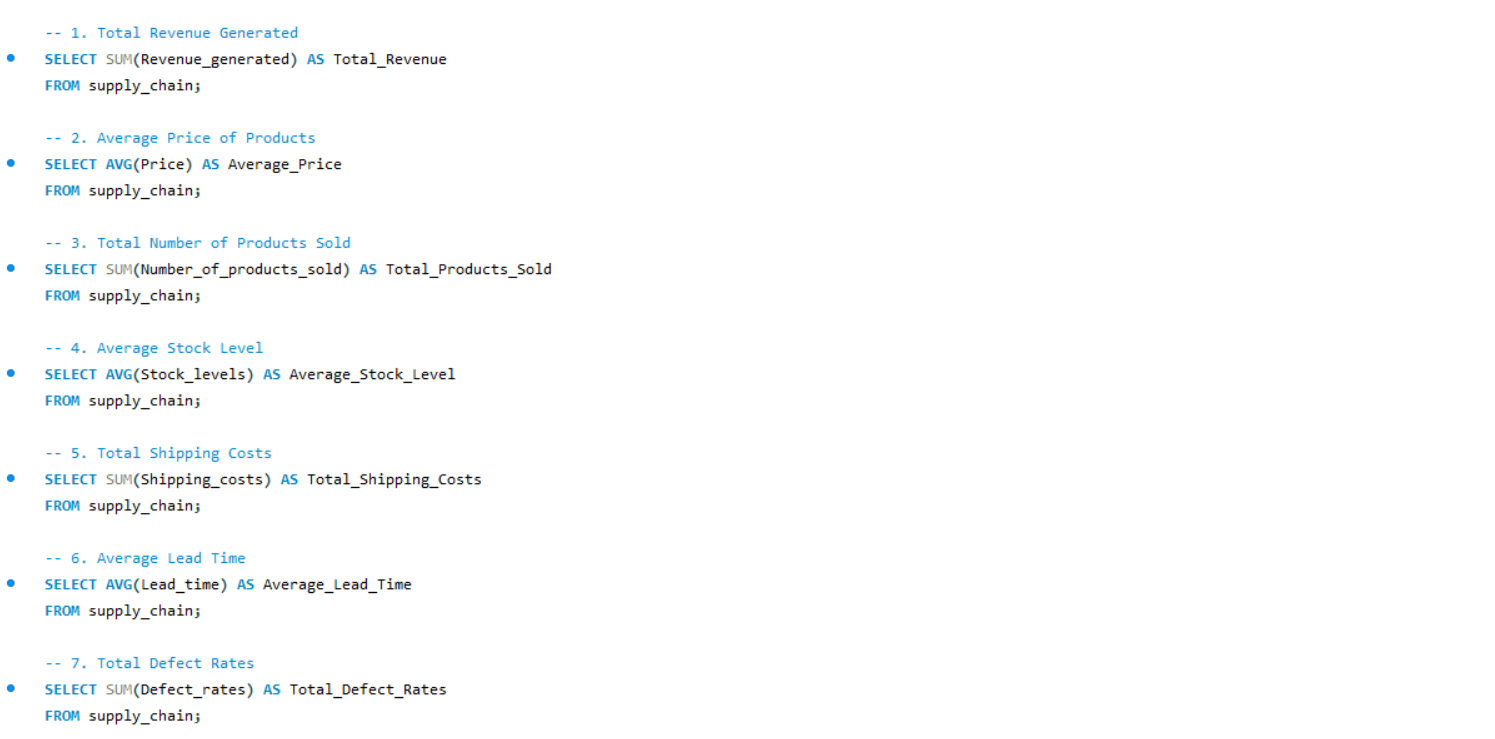 -- 1. Total Revenue Generated
SELECT SUM(Revenue_generated) AS Total_Revenue
FROM supply_chain;
-- 2. Average Price of Products
SELECT AVG(Price) AS Average_Price
FROM supply_chain;
-- 3. Total Number of Products Sold
SELECT SUM(Number_of_products_sold) AS Total_Products_Sold
FROM supply_chain;
-- 4. Average Stock Level
SELECT AVG(Stock_levels) AS Average_Stock_Level
FROM supply_chain;
-- 5. Total Shipping Costs
SELECT SUM(Shipping_costs) AS Total_Shipping_Costs
FROM supply_chain;
-- 6. Average Lead Time
SELECT AVG(Lead_time) AS Average_Lead_Time
FROM supply_chain;
-- 7. Total Defect Rates
SELECT SUM(Defect_rates) AS Total_Defect_Rates
FROM supply_chain;